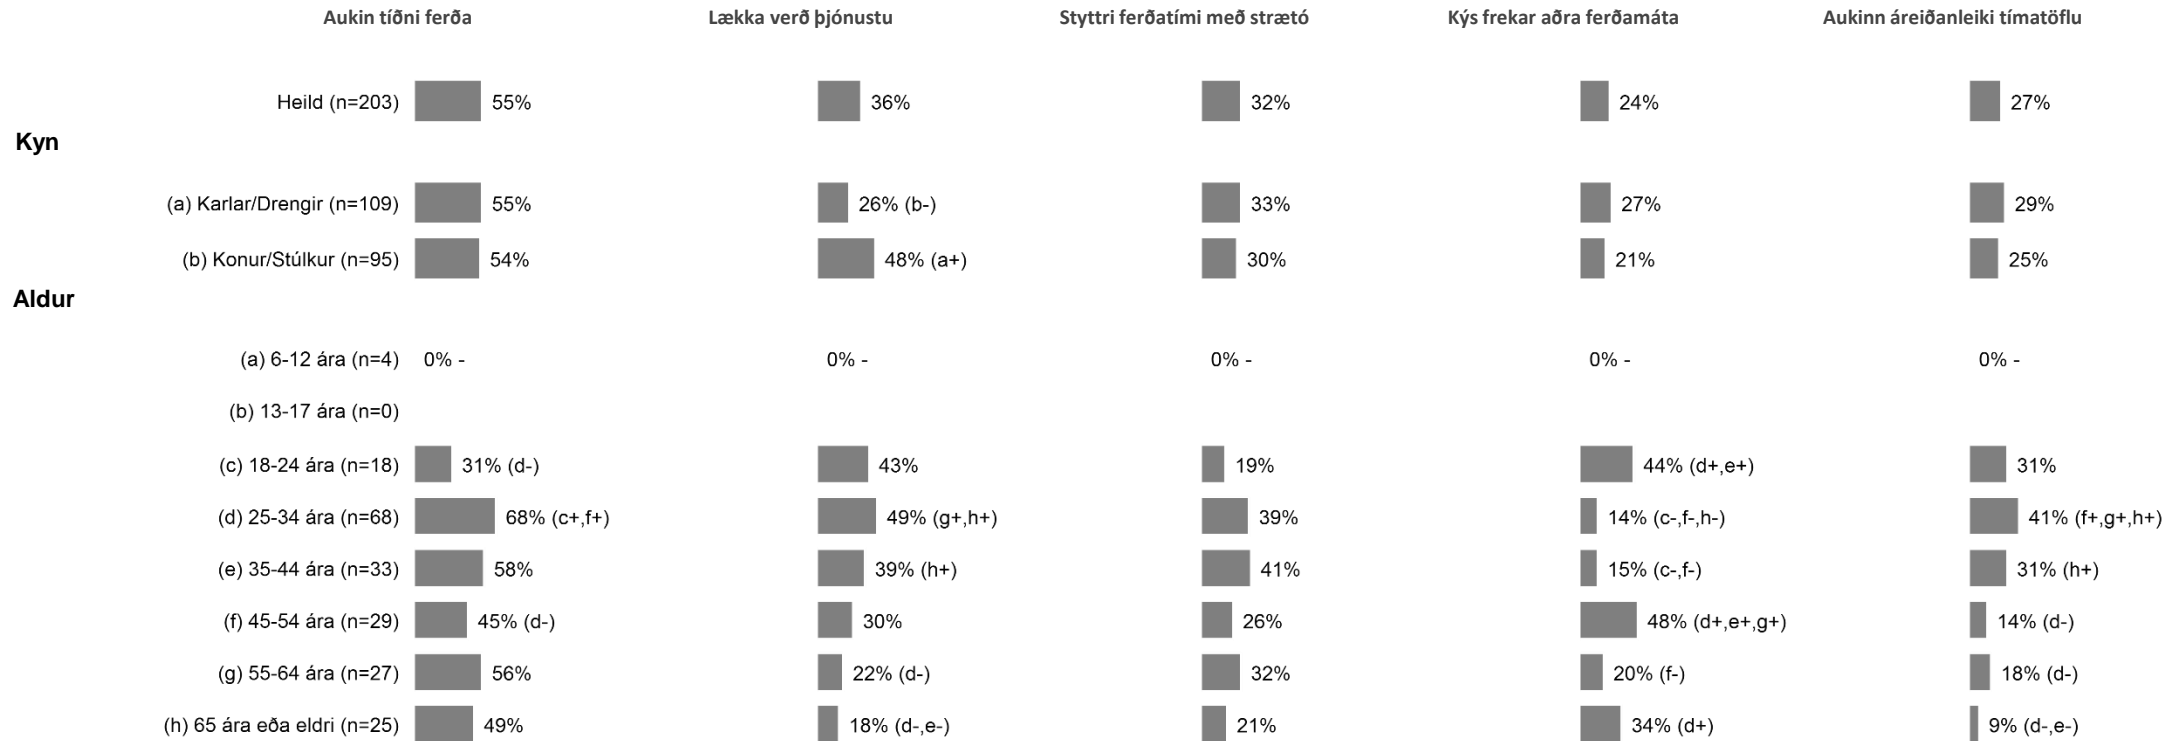 Aukin tíðni ferða Lækka verð þjónustu Styttri ferðatími með strætó Kýs frekar aðra ferðamáta Aukinn áreiðanleiki tímatöflu
Heild (n=203) 55% 36% 32% 24% 27%
Kyn
(a) Karlar/Drengir (n=109) 55% 26% (b-) 33% 27% 29%
(b) Konur/Stúlkur (n=95) 54% 48% (a+) 30% 21% 25%
Aldur
(a) 6-12 ára (n=4) 0% - 0% - 0% - 0% - 0% -
(b) 13-17 ára (n=0)
(c) 18-24 ára (n=18) 31% (d-) 43% 19% 44% (d+,e+) 31%
(d) 25-34 ára (n=68) 68% (c+,f+) 49% (g+,h+) 39% 14% (c-,f-,h-) 41% (f+,g+,h+)
(e) 35-44 ára (n=33) 58% 39% (h+) 41% 15% (c-,f-) 31% (h+)
(f) 45-54 ára (n=29) 45% (d-) 30% 26% 48% (d+,e+,g+) 14% (d-)
(g) 55-64 ára (n=27) 56% 22% (d-) 32% 20% (f-) 18% (d-)
(h) 65 ára eða eldri (n=25) 49% 18% (d-,e-) 21% 34% (d+) 9% (d-,e-)